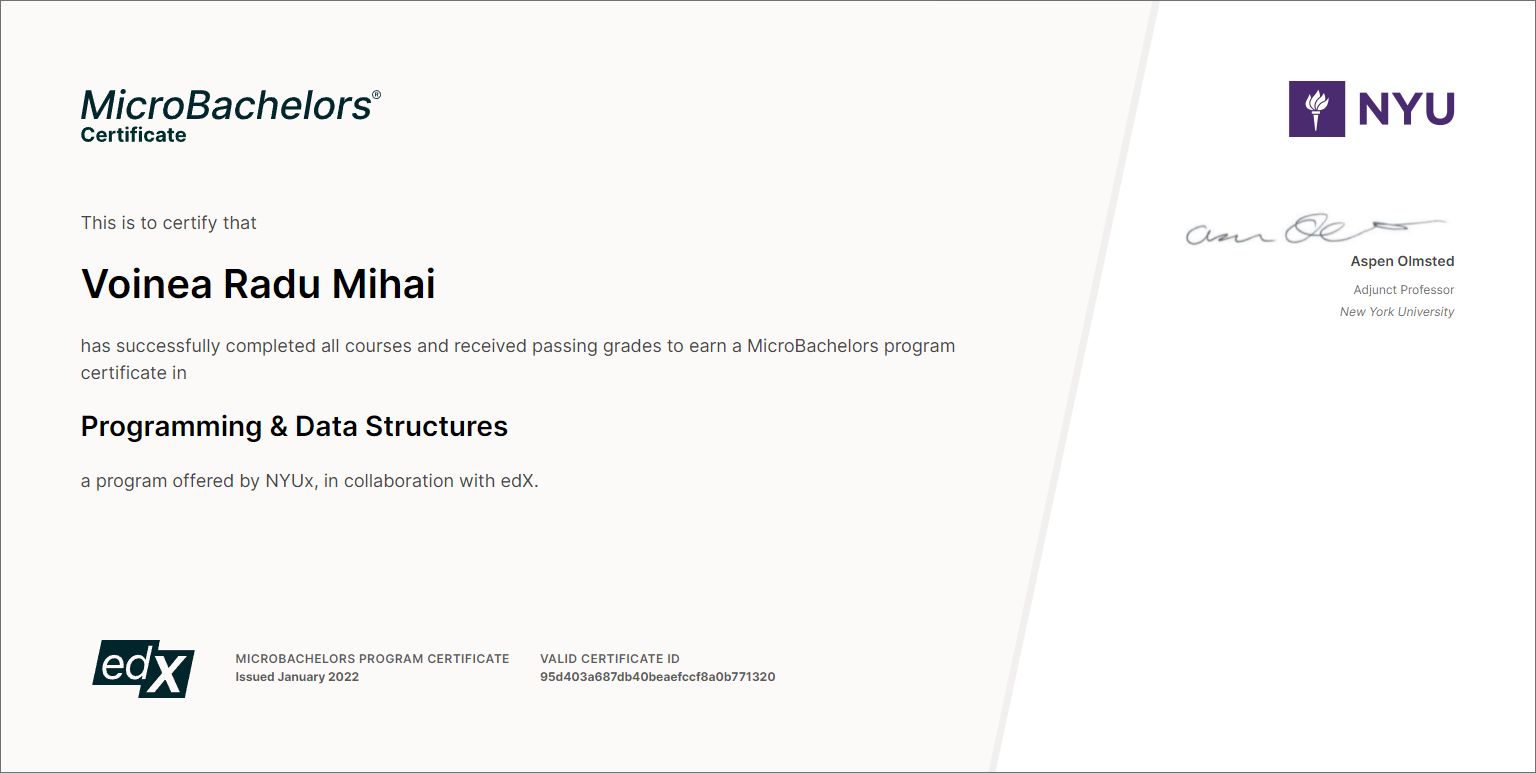 MicroBachelors®
Certificate
NYU
This is to certify that
Voinea Radu Mihai
has successfully completed all courses and received passing grades to earn a MicroBachelors program
certificate in
Programming & Data Structures
a program offered by NYUx, in collaboration with edX.
Aspen Olmsted
Adjunct Professor
New York University
edX
MICROBACHELORS PROGRAM CERTIFICATE
Issued January 2022
VALID CERTIFICATE ID
95d403a687db40beaefccf8a0b771320